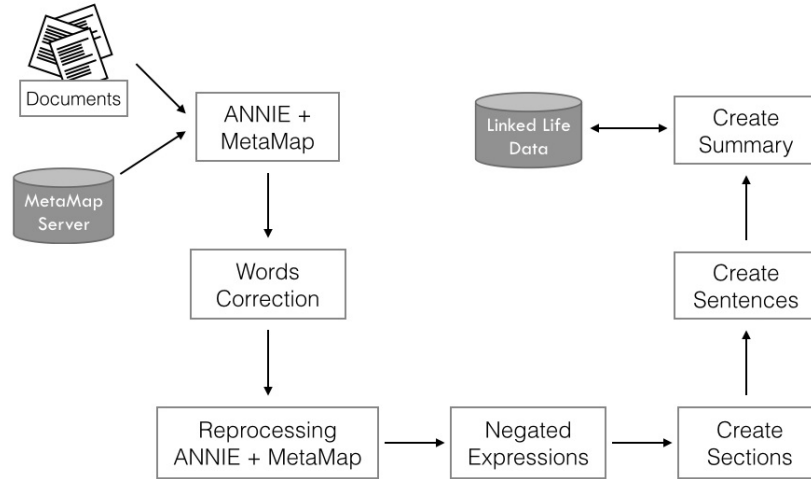 Documents
MetaMap
Server
ANNIE +
MetaMap
Words
Correction
Reprocessing
ANNIE + MetaMap
Negated
Expressions
Create
Sections
Create
Sentences
Create
Summary
Linked Life
Data